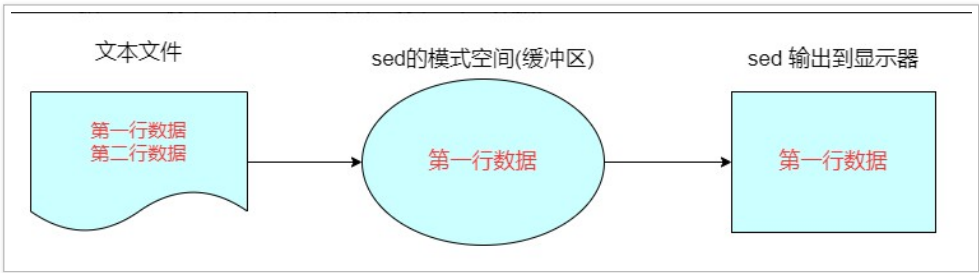 文本文件
sed的模式空间(缓冲区)
sed 输出到显示器
第一行数据
第二行数据
第一行数据
第一行数据